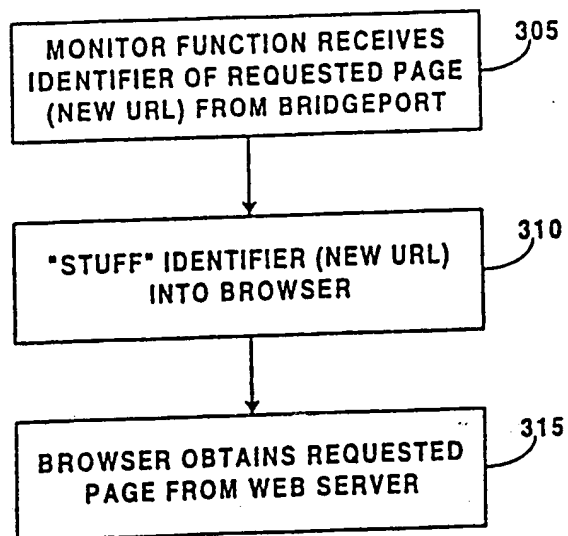 MONITOR FUNCTION RECEIVES
IDENTIFIER OF REQUESTED PAGE
(NEW URL) FROM BRIDGEPORT
305
"STUFF" IDENTIFIER (NEW URL)
INTO BROWSER
310
BROWSER OBTAINS REQUESTED
PAGE FROM WEB SERVER
315